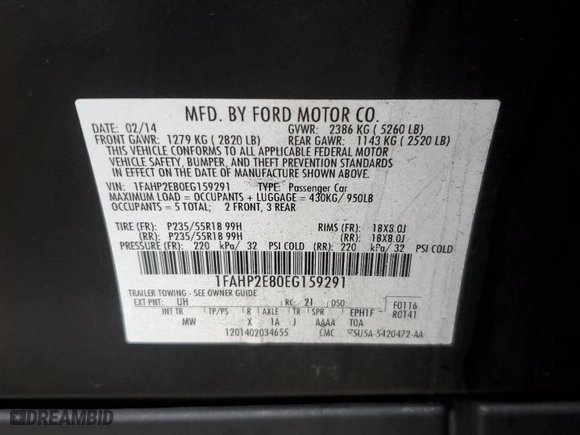 MFD. BY FORD MOTOR CO.
DATE: 02/14 GVWR: 2386 KG ( 5260 LB)
FRONT GAWR: 1279 KG ( 2820 LB) REAR GAWR: 1143 KG ( 2520 LB)
THIS VEHICLE CONFORMS TO ALL APPLICABLE FEDERAL MOTOR
VEHICLE SAFETY, BUMPER, AND THEFT PREVENTION STANDARDS
IN EFFECT ON THE DATE OF MANUFACTURE SHOWN ABOVE.
VIN: 1FAHP2E80EG159291 TYPE: Passenger Car
MAXIMUM LOAD = OCCUPANTS + LUGGAGE = 430KG/ 950LB
OCCUPANTS = 5 TOTAL; 2 FRONT, 3 REAR
TIRE (FR): P235/55R18 99H RIMS (FR): 18X8.0J
(RR): P235/55R18 99H (RR): 18X8.0J
PRESSURE (FR): 220 kPa/ 32 PSI COLD (RR): 220 kPa/ 32 PSI COLD
1FAHP2E80EG159291
TRAILER TOWING - SEE OWNER GUIDE
EXT PNT: UH RC: 21 DSO: F0116
INT TR TP/PS R AXLE TR SPR EPH1F R0141
MW X 1A J AAAA TOA
1201402034655 CMC 5U5A-5420472-AA
DREAMBID